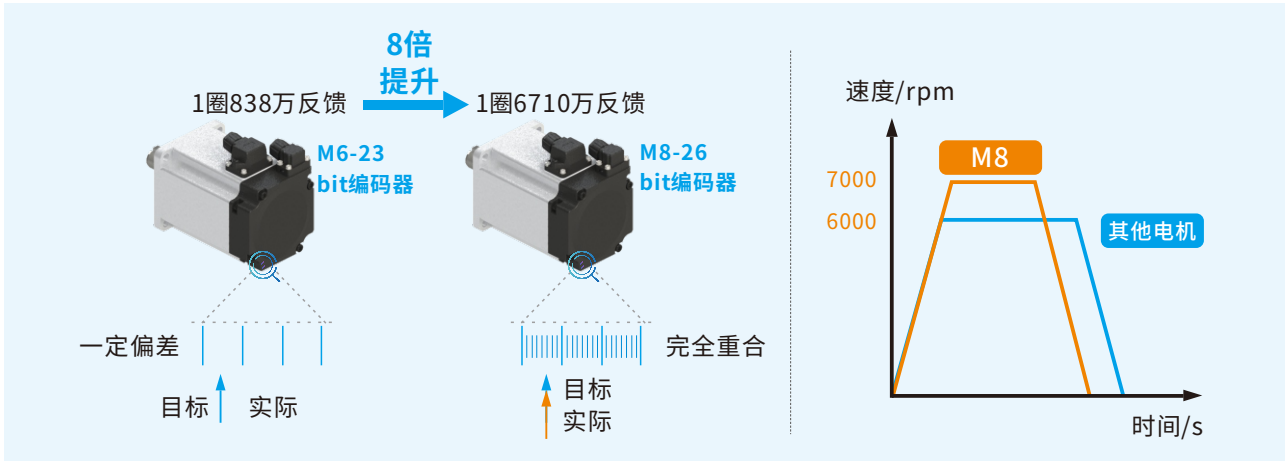 8倍
提升
1圈838万反馈
1圈6710万反馈
M6-23
bit编码器
M8-26
bit编码器
一定偏差
目标
实际
完全重合
目标
实际
速度/rpm
M8
7000
6000
其他电机
时间/s